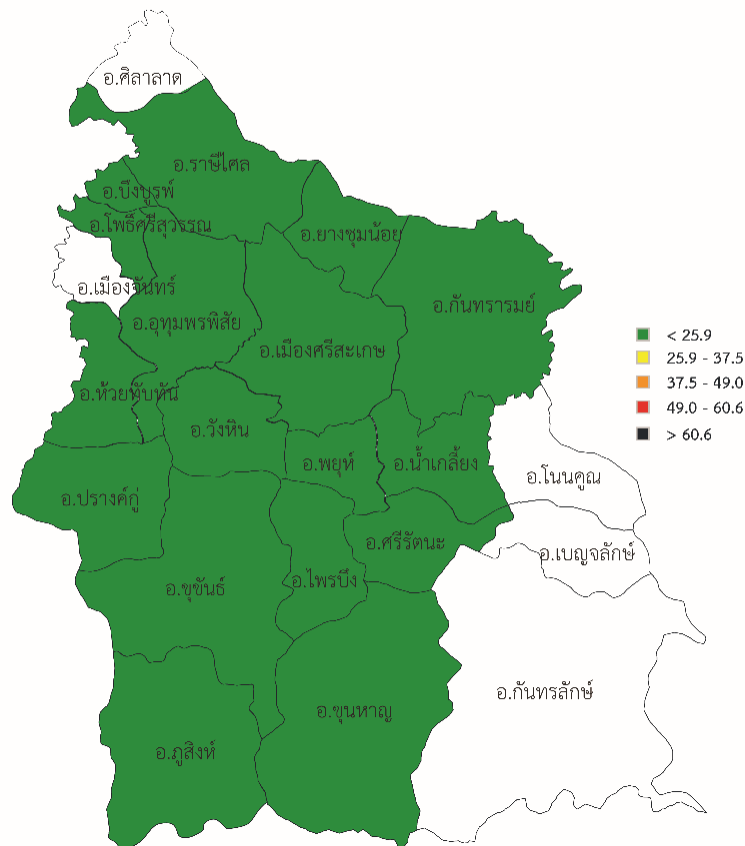 อ.ศิลาลาด
อ.ราษีไศล
อ.บึงบูรพ์
อ.โพธิ์ศรีสุวรรณ
อ.ยางชุมน้อย
อ.เมืองจันทร์
อ.กันทรารมย์
อ.อุทุมพรพิสัย
อ.เมืองศรีสะเกษ
< 25.9
25.9 - 37.5
37.5 - 49.0
49.0 - 60.6
> 60.6
อ.ห้วยทับทัน
อ.วังหิน
อ.พยุห์
อ.น้ำเกลี้ยง
อ.โนนคูณ
อ.ปรางค์กู่
อ.ศรีรัตนะ
อ.เบญจลักษ์
อ.ขุขันธ์
อ.ไพรบึง
อ.กันทรลักษ์
อ.ขุนหาญ
อ.ภูสิงห์